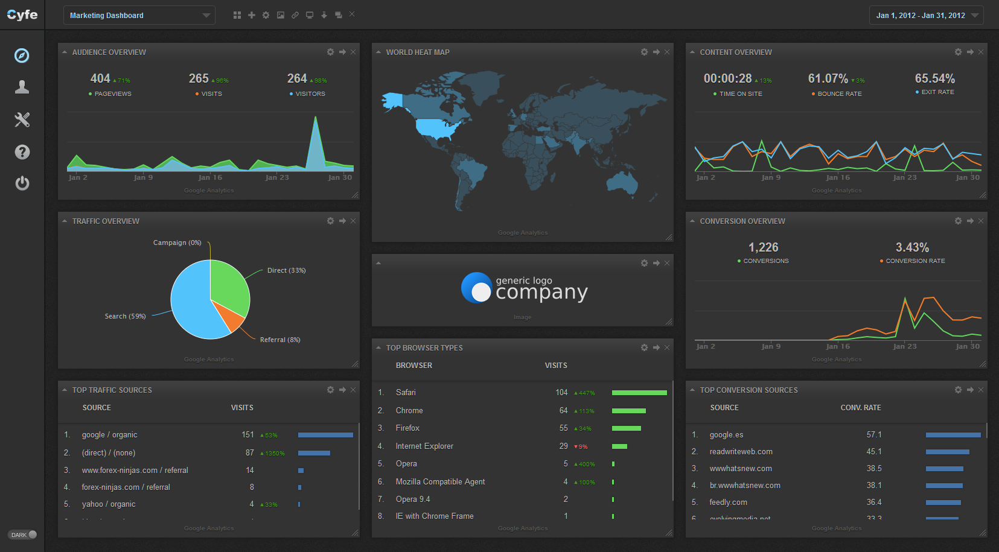 Cyfe
Marketing Dashboard
Jan 1, 2012 - Jan 31, 2012
AUDIENCE OVERVIEW
404 ▲71% 265 ▲96% 264 ▲98%
PAGEVIEWS VISITS VISITORS
Jan 2 Jan 9 Jan 16 Jan 23 Jan 30
Google Analytics
WORLD HEAT MAP
Google Analytics
CONTENT OVERVIEW
00:00:28 ▲13% 61.07% ▼3% 65.54%
TIME ON SITE BOUNCE RATE EXIT RATE
Jan 2 Jan 9 Jan 16 Jan 23 Jan 30
Google Analytics
TRAFFIC OVERVIEW
Campaign (0%)
Direct (33%)
Search (59%)
Referral (8%)
Google Analytics
generic logo
company
Image
CONVERSION OVERVIEW
1,226 3.43%
CONVERSIONS CONVERSION RATE
Jan 2 Jan 9 Jan 16 Jan 23 Jan 30
Google Analytics
TOP TRAFFIC SOURCES
SOURCE VISITS
1. google / organic 151 ▲53%
2. (direct) / (none) 87 ▲1350%
3. www.forex-ninjas.com / referral 14
4. forex-ninjas.com / referral 8
5. yahoo / organic 4 ▲33%
Google Analytics
TOP BROWSER TYPES
BROWSER VISITS
1. Safari 104 ▲447%
2. Chrome 64 ▲113%
3. Firefox 55 ▲34%
4. Internet Explorer 29 ▼9%
5. Opera 5 ▲400%
6. Mozilla Compatible Agent 4 ▲100%
7. Opera 9.4 2
8. IE with Chrome Frame 1
Google Analytics
TOP CONVERSION SOURCES
SOURCE CONV. RATE
1. google.es 57.1
2. readwriteweb.com 45.1
3. wwwhatsnew.com 38.5
4. br.wwwhatsnew.com 38.1
5. feedly.com 36.4
6. evolvingmedia.net 33.3
Google Analytics
DARK